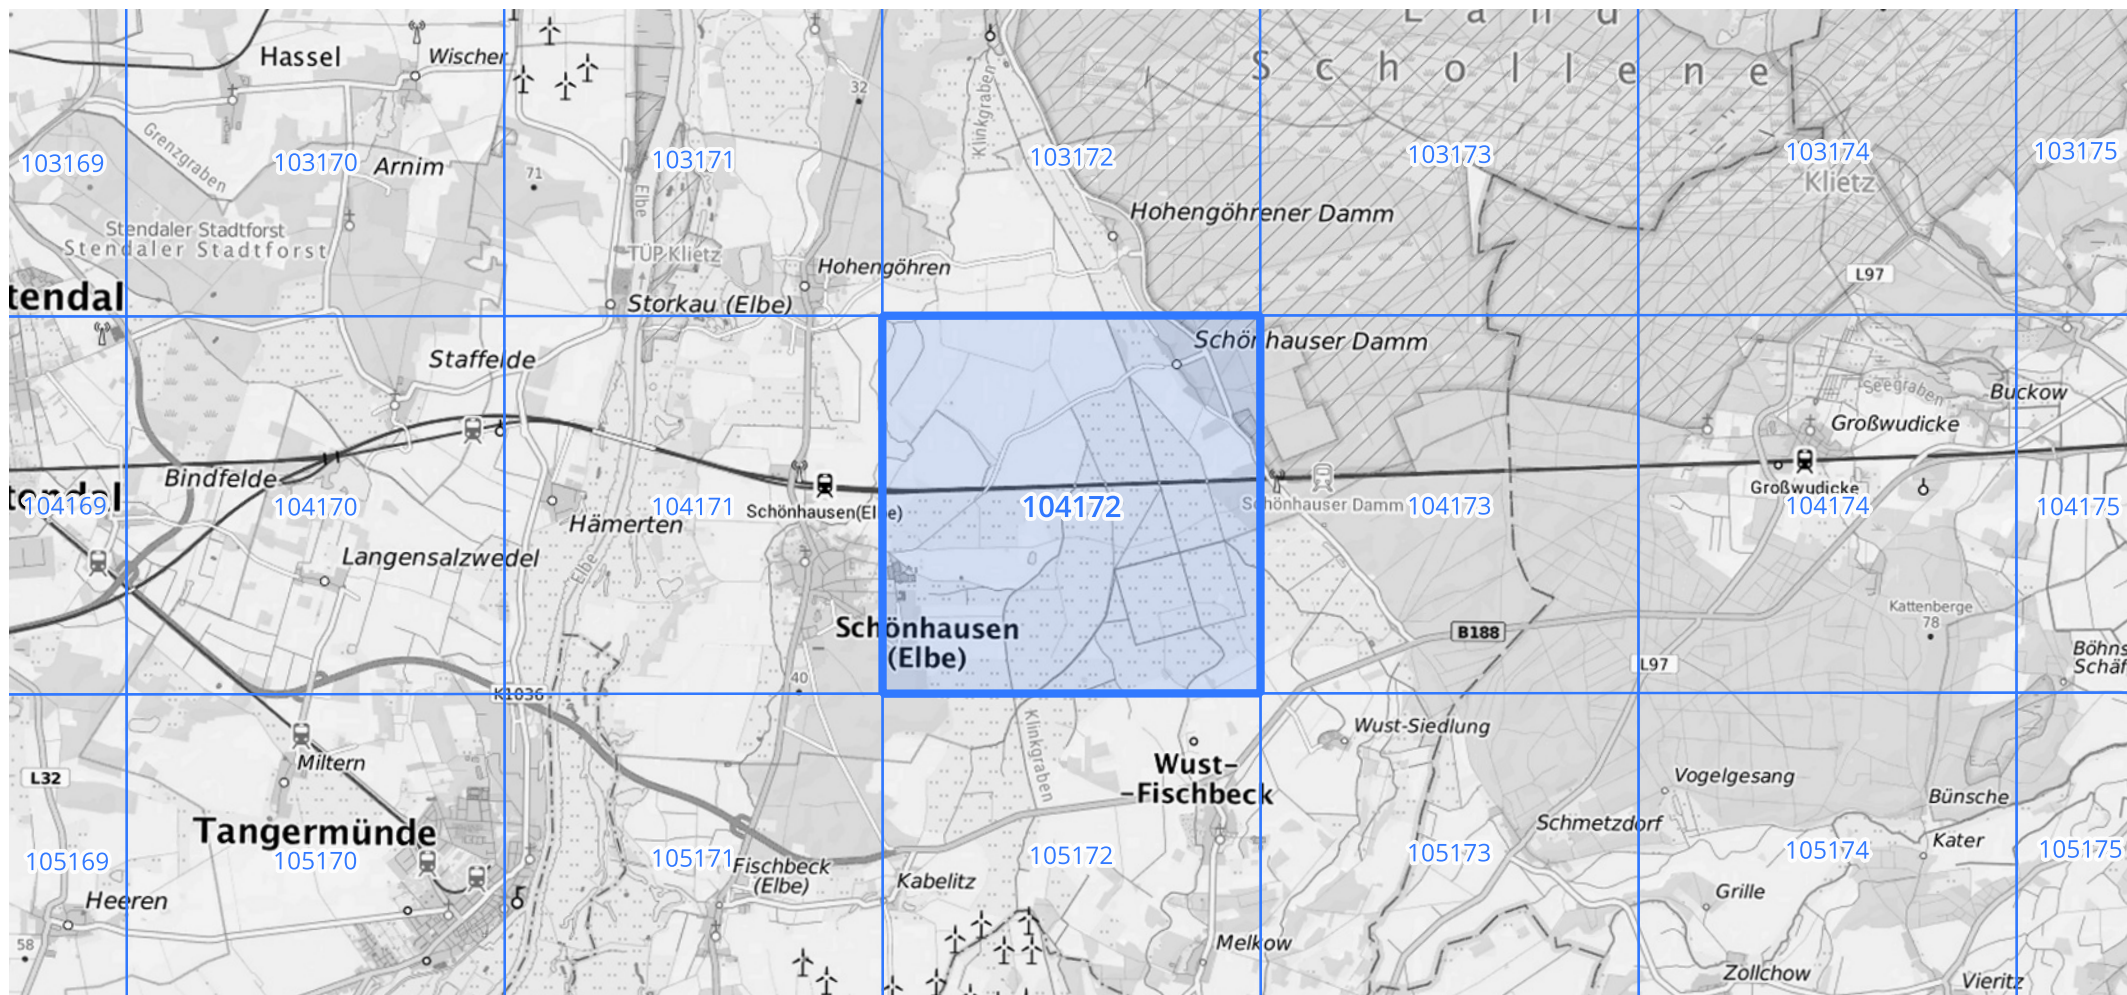 L a n d
S c h o l l e n e
Hassel
Wischer
Klinkgraben
32
Grenzgraben
103169
103170
Arnim
71
103171
103172
103173
103174
103175
Klietz
Elbe
Hohengöhrener Damm
Stendaler Stadtforst
Stendaler Stadtforst
TÜP Klietz
Hohengöhren
L97
tendal
Storkau (Elbe)
Staffelde
Schönhauser Damm
Seegraben
Buckow
Großwudicke
Bindfelde
tendal
104169
104170
104171
Schönhausen(Elbe)
104172
Schönhauser Damm
104173
Großwudicke
104174
104175
Hämerten
Langensalzwedel
Elbe
Kattenberge
78
Schönhausen
(Elbe)
B188
L97
Böhns
Schäf
40
K1036
Klinkgraben
Wust-Siedlung
Miltern
L32
Wust-
-Fischbeck
Vogelgesang
Bünsche
Tangermünde
Schmetzdorf
Kater
105169
105170
105171
105172
105173
105174
105175
Fischbeck
(Elbe)
Kabelitz
Heeren
Grille
58
Melkow
Zollchow
Vieritz